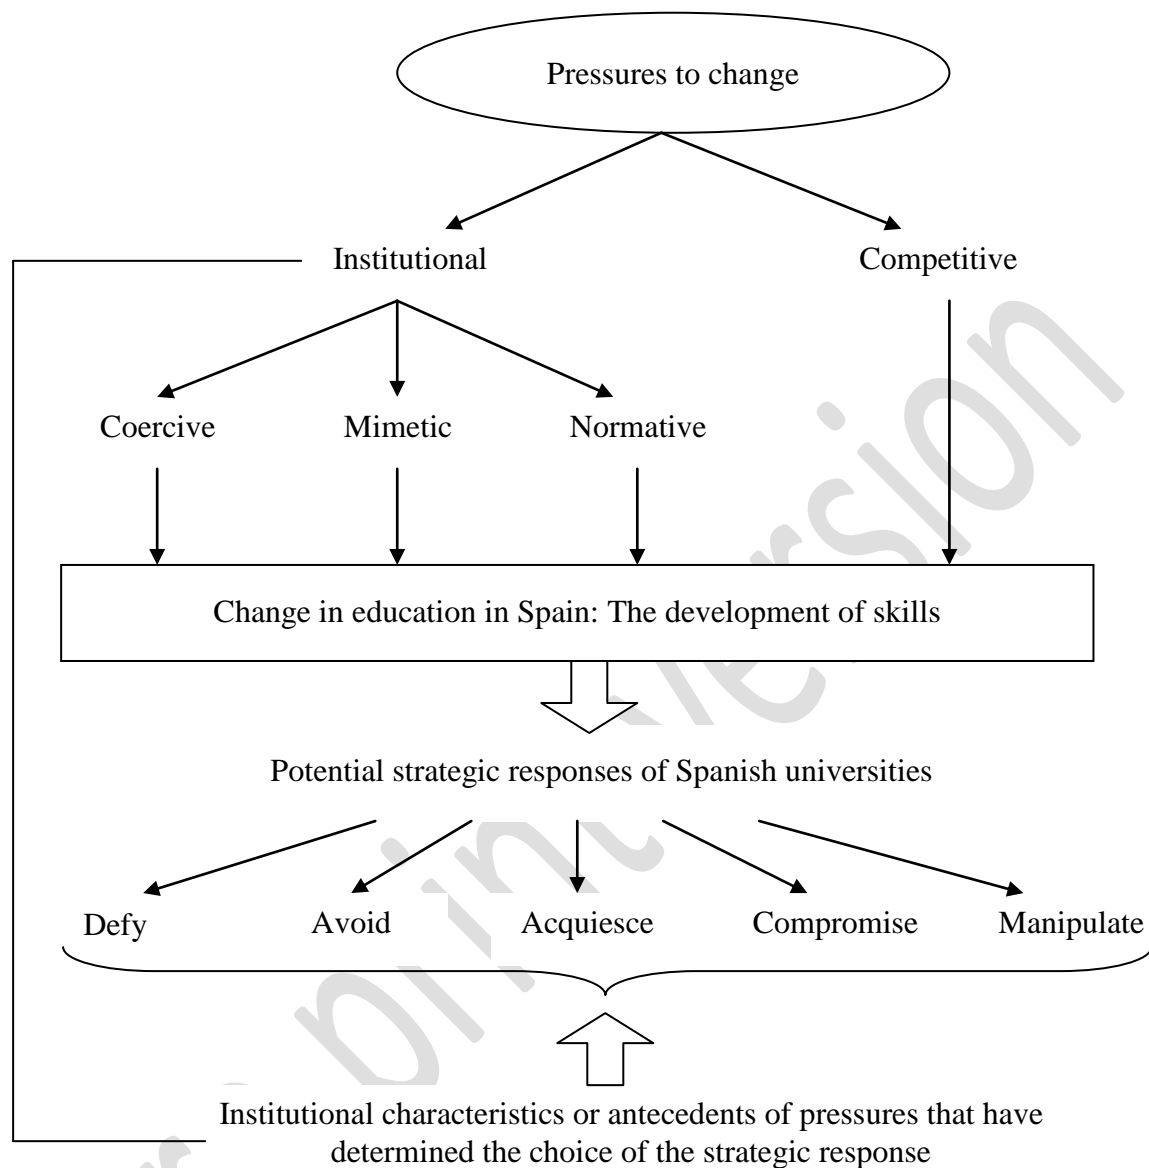 Pressures to change
Institutional
Competitive
Coercive
Mimetic
Normative
Change in education in Spain: The development of skills
Potential strategic responses of Spanish universities
Defy
Avoid
Acquiesce
Compromise
Manipulate
Institutional characteristics or antecedents of pressures that have
determined the choice of the strategic response